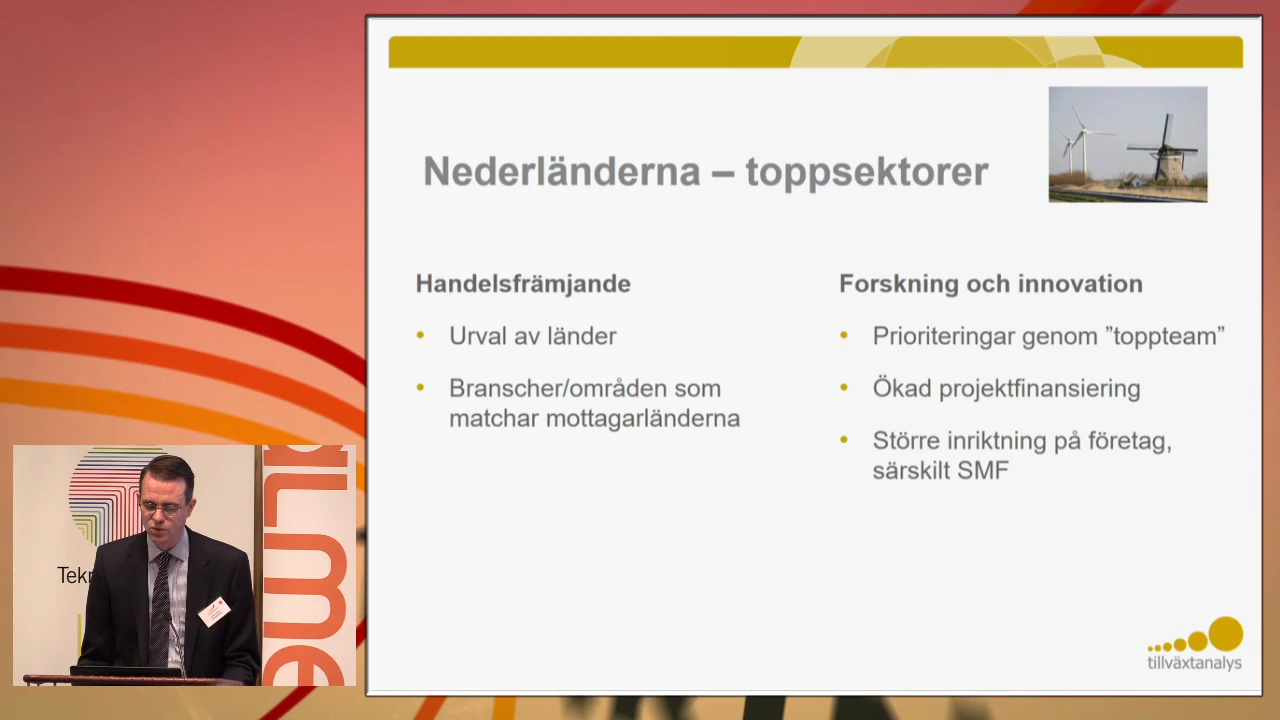 Nederländerna – toppsektorer
Handelsfrämjande
• Urval av länder
• Branscher/områden som
matchar mottagarländerna
Forskning och innovation
• Prioriteringar genom ”toppteam”
• Ökad projektfinansiering
• Större inriktning på företag,
särskilt SMF
tillväxtanalys
Tekn
alme